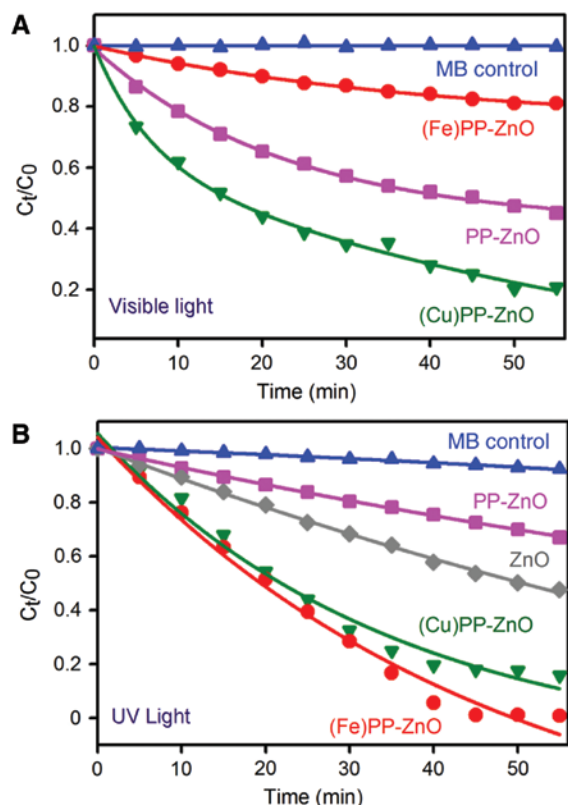 A
1.0
0.8
0.6
0.4
0.2
Ct/C0
MB control
(Fe)PP-ZnO
PP-ZnO
(Cu)PP-ZnO
Visible light
0 10 20 30 40 50
Time (min)
B
1.0
0.8
0.6
0.4
0.2
0
Ct/C0
MB control
PP-ZnO
ZnO
(Cu)PP-ZnO
(Fe)PP-ZnO
UV Light
0 10 20 30 40 50
Time (min)